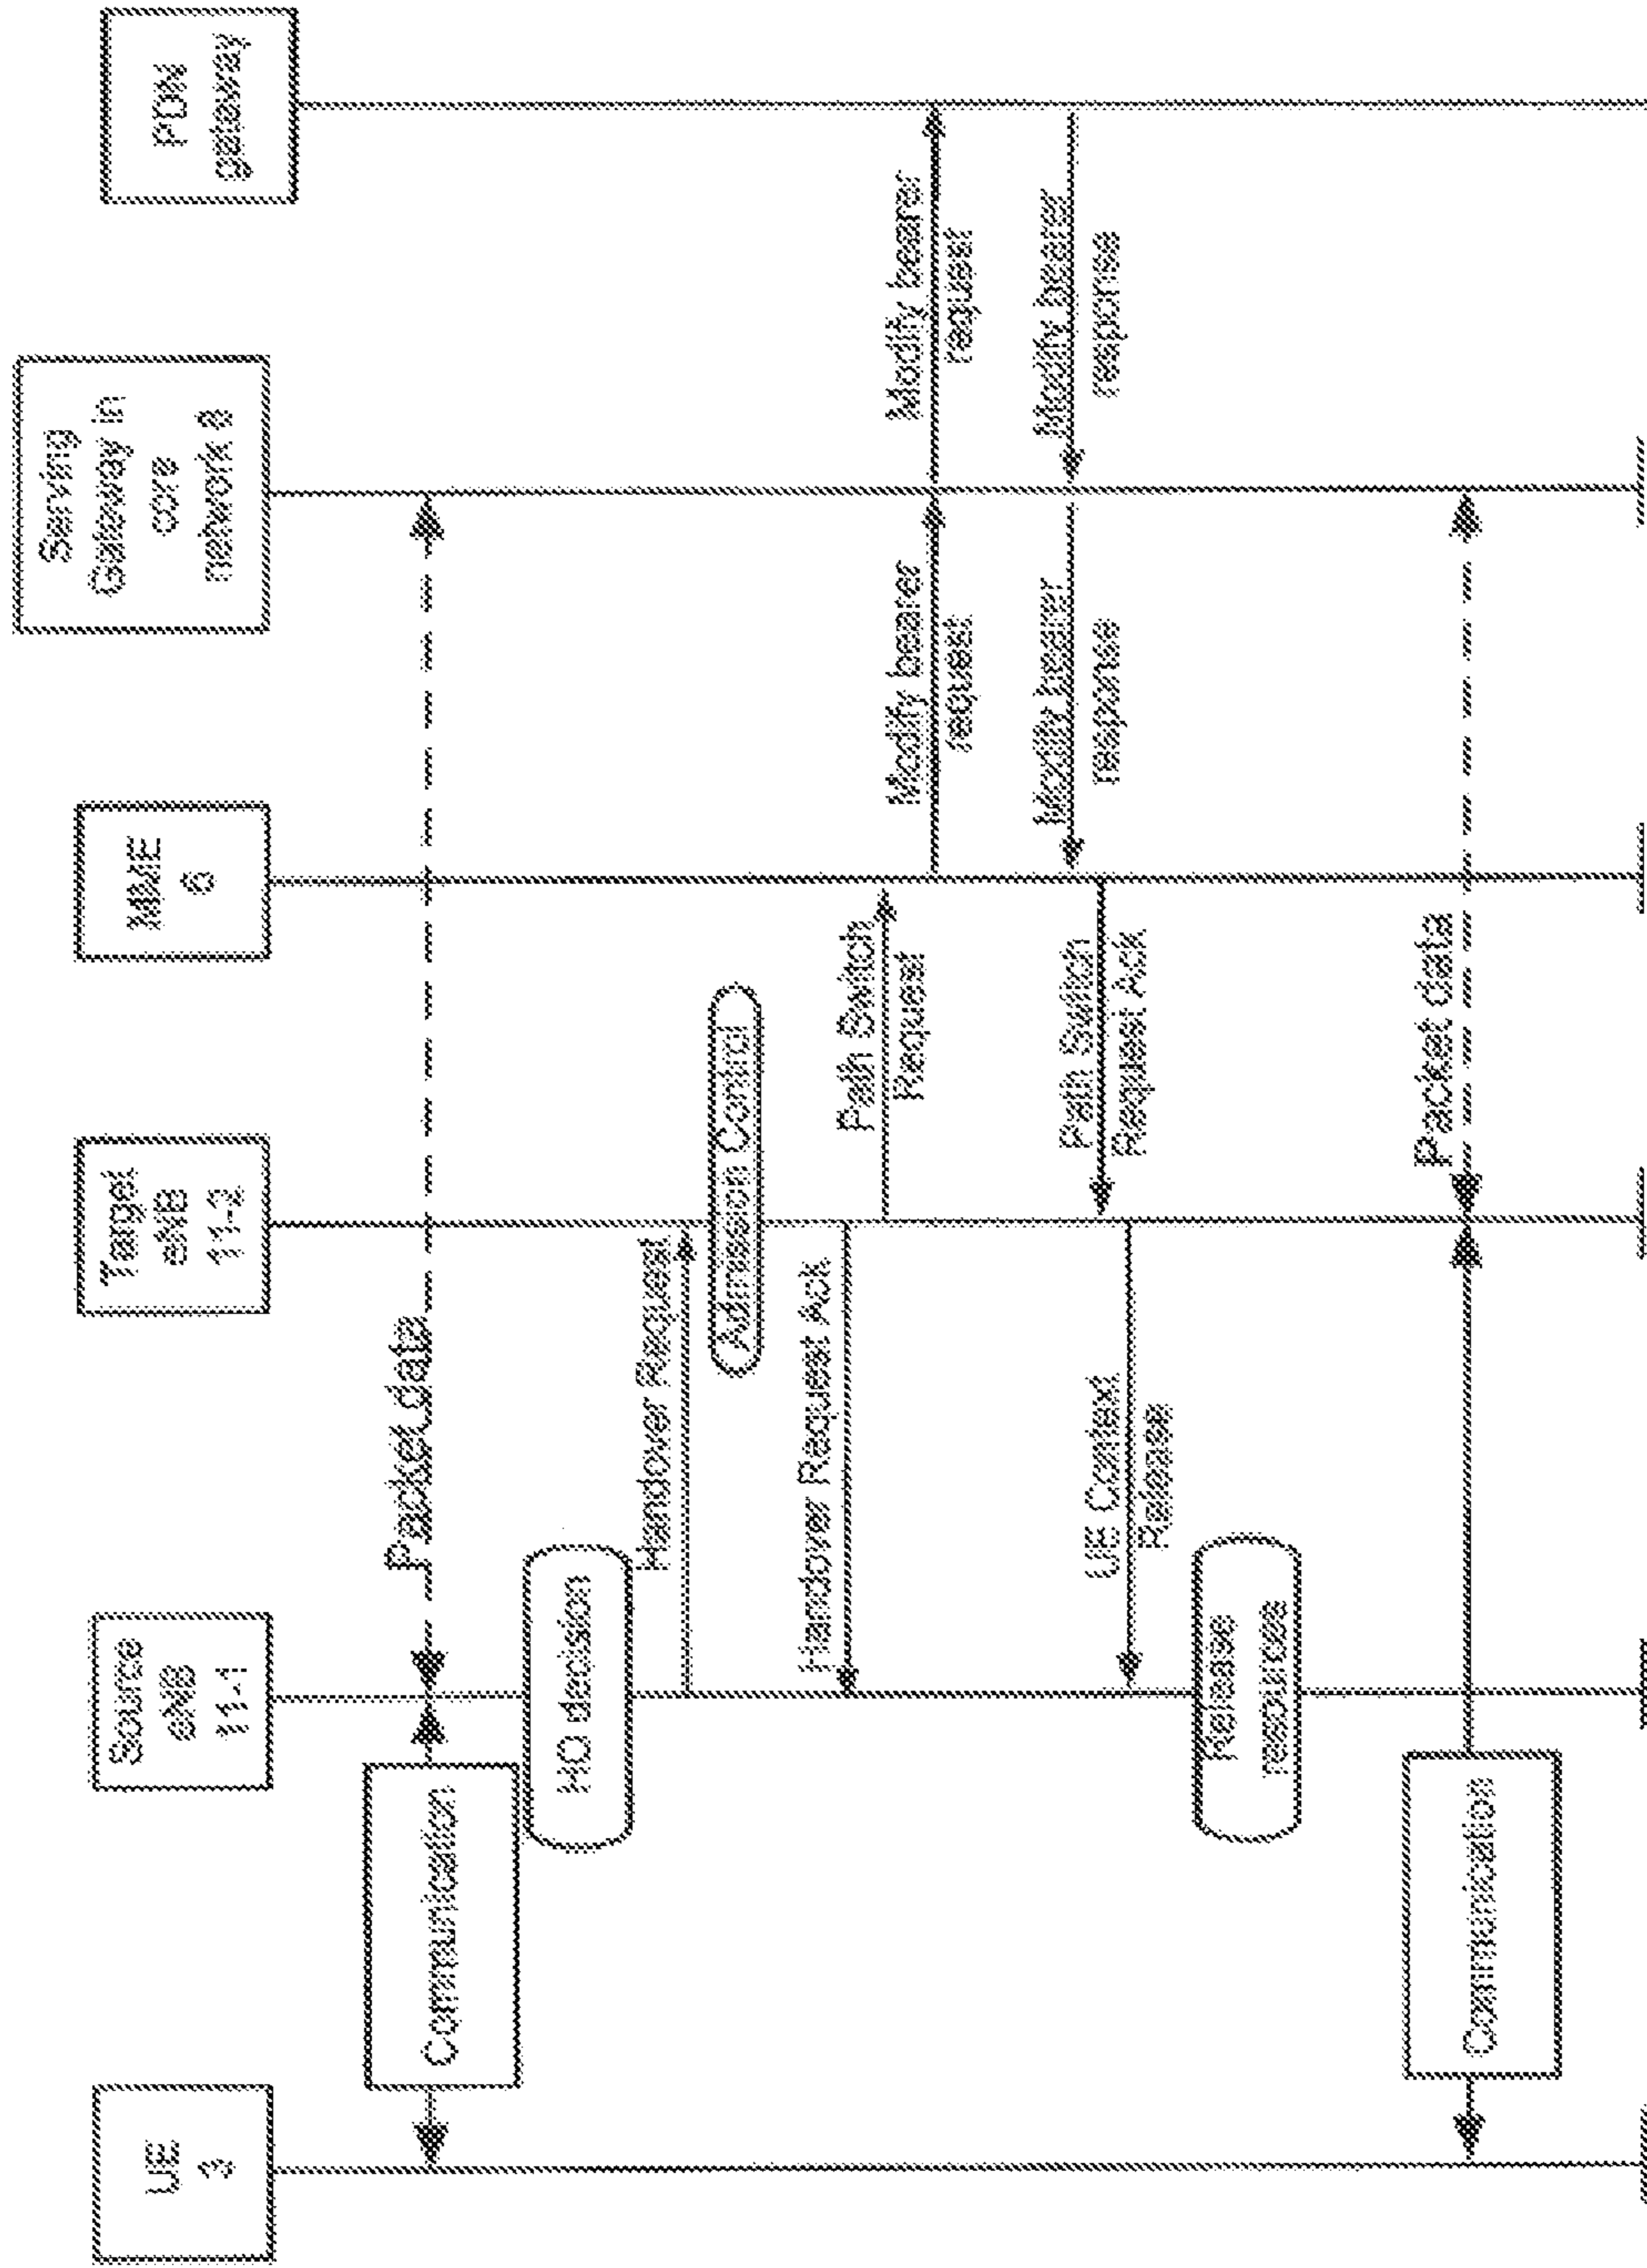 UE
3
Source
eNB
11-1
Target
eNB
11-2
MME
6
Serving
Gateway in
core
network 8
PDN
gateway
Communication
Packet data
HO decision
Handover Request
Admission Control
Handover Request Ack
Path Switch
Request
Modify bearer
request
Modify bearer
request
Modify bearer
response
Modify bearer
response
Path Switch
Request Ack
UE Context
Release
Release
resources
Communication
Packet data